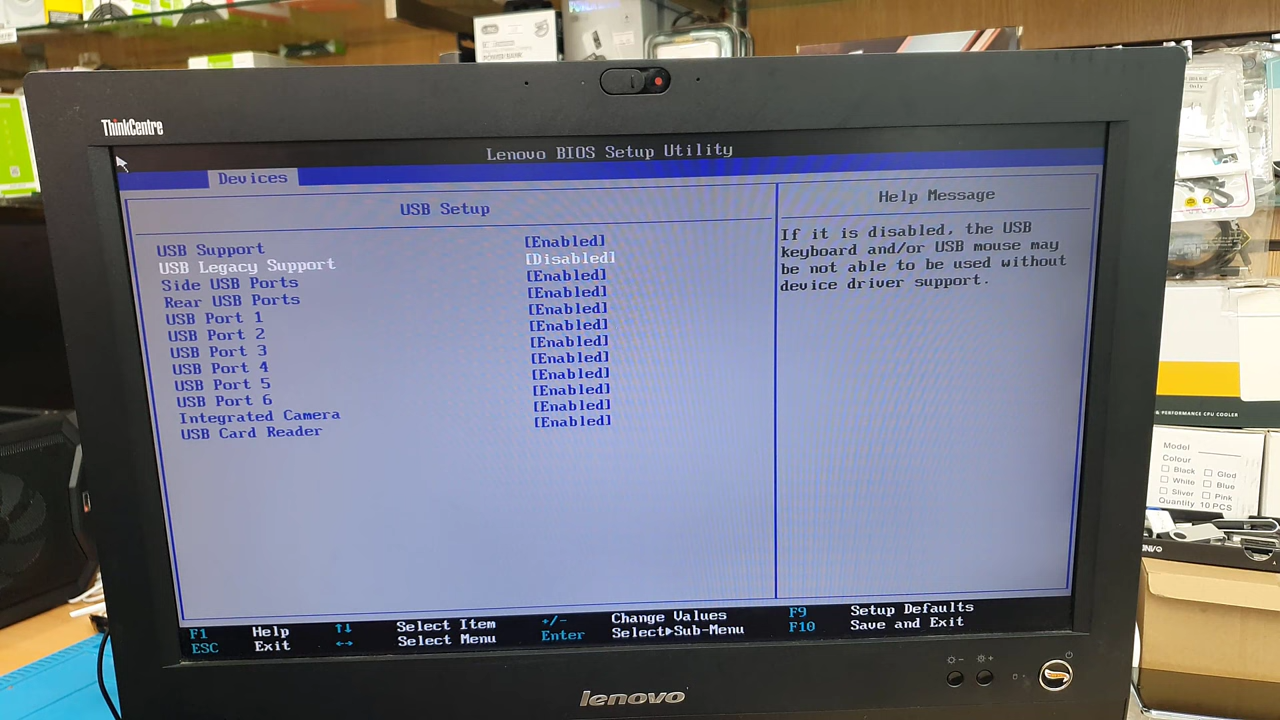 ThinkCentre
Lenovo BIOS Setup Utility
Devices
USB Setup
Help Message
USB Support [Enabled]
USB Legacy Support [Disabled]
Side USB Ports [Enabled]
Rear USB Ports [Enabled]
USB Port 1 [Enabled]
USB Port 2 [Enabled]
USB Port 3 [Enabled]
USB Port 4 [Enabled]
USB Port 5 [Enabled]
USB Port 6 [Enabled]
Integrated Camera [Enabled]
USB Card Reader [Enabled]
If it is disabled, the USB
keyboard and/or USB mouse may
be not able to be used without
device driver support.
F1 Help ↑↓ Select Item +/- Change Values F9 Setup Defaults
ESC Exit ←→ Select Menu Enter Select▶Sub-Menu F10 Save and Exit
lenovo
PERFORMANCE CPU COOLER
Model
Colour
Black Glod
White Blue
Sliver Pink
Quantity 10 PCS